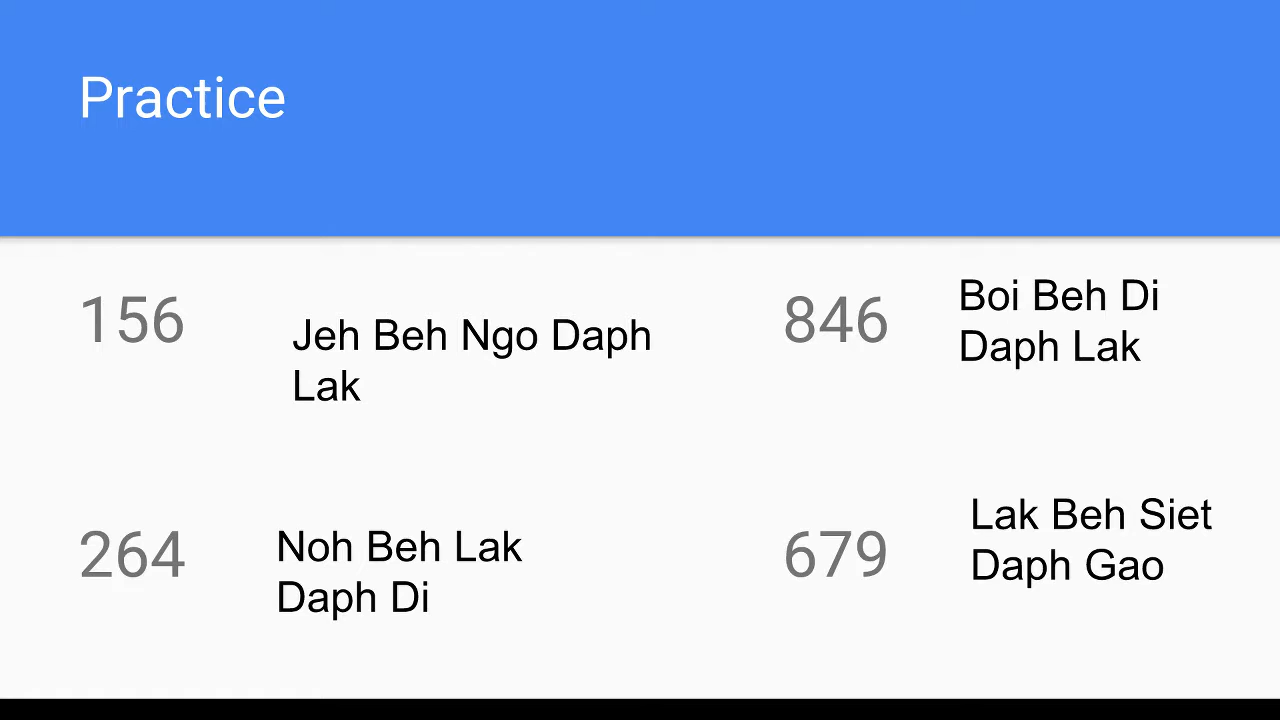 Practice
156
Jeh Beh Ngo Daph
Lak
846
Boi Beh Di
Daph Lak
264
Noh Beh Lak
Daph Di
679
Lak Beh Siet
Daph Gao